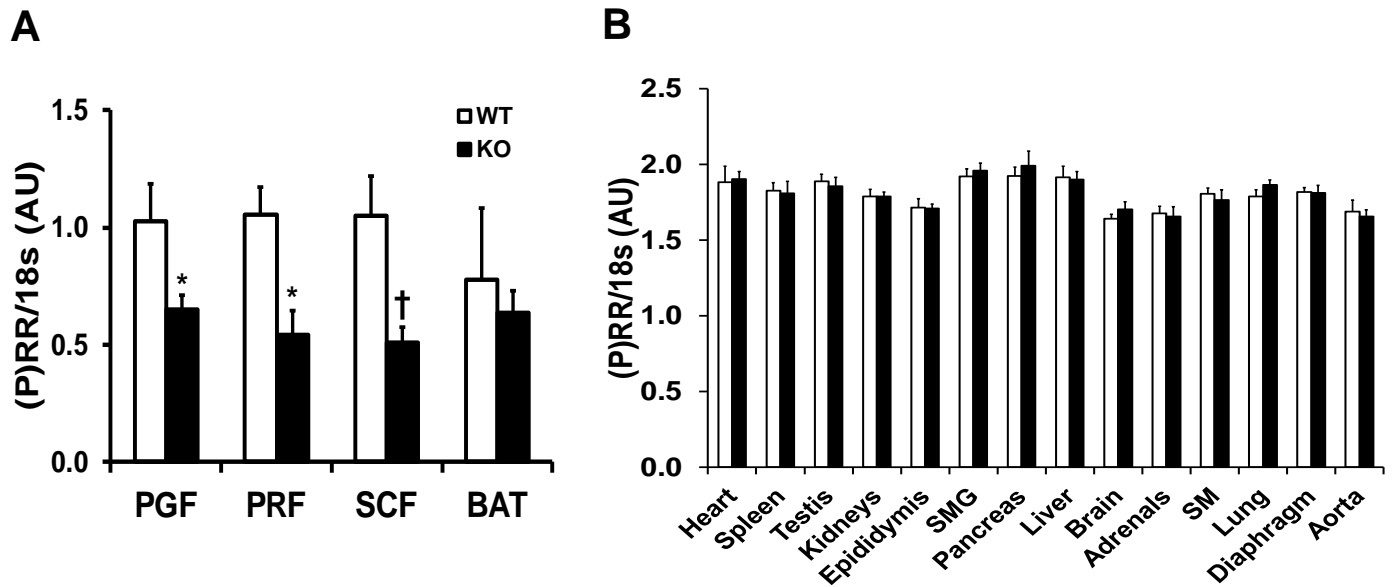 A
(P)RR/18s (AU)
1.5
1.0
0.5
0.0
WT
KO
*
*
†
PGF PRF SCF BAT
B
(P)RR/18s (AU)
2.5
2.0
1.5
1.0
0.5
0.0
Heart
Spleen
Testis
Kidneys
Epididymis
SMG
Pancreas
Liver
Brain
Adrenals
SM
Lung
Diaphragm
Aorta